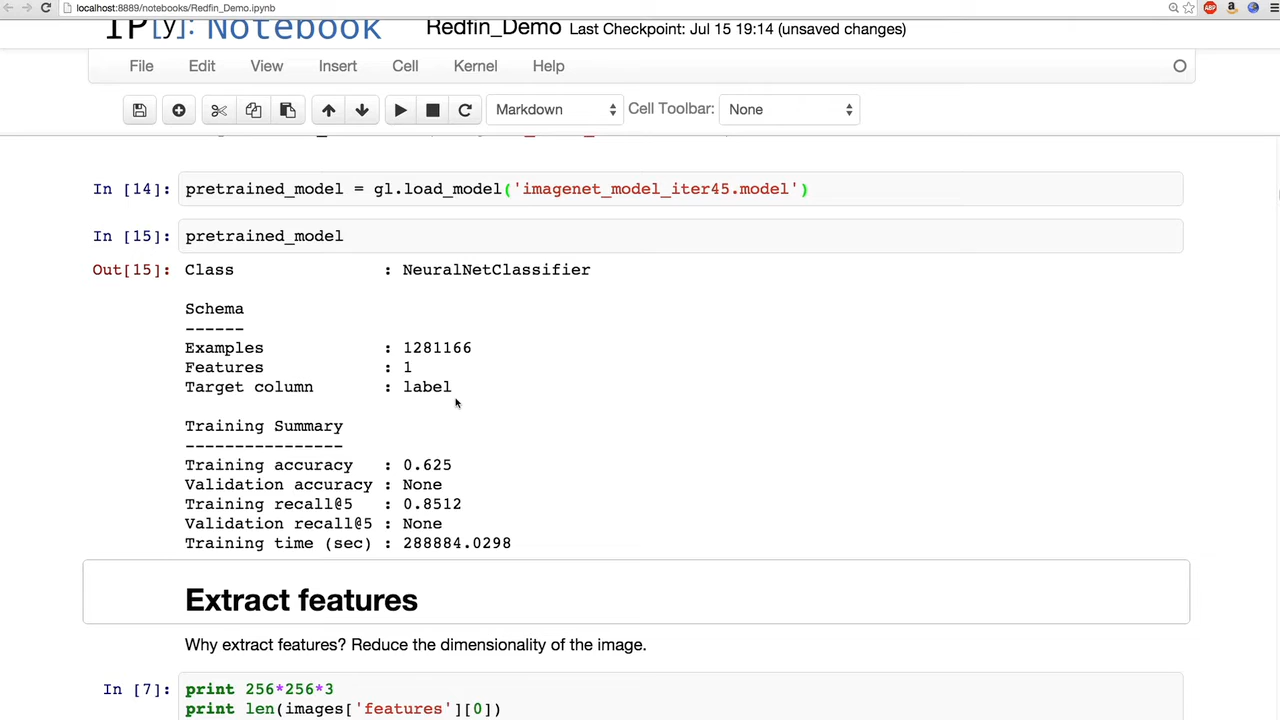 localhost:8889/notebooks/Redfin_Demo.ipynb
IP[y]: Notebook Redfin_Demo Last Checkpoint: Jul 15 19:14 (unsaved changes)
File Edit View Insert Cell Kernel Help
Markdown Cell Toolbar: None
In [14]: pretrained_model = gl.load_model('imagenet_model_iter45.model')
In [15]: pretrained_model
Out[15]: Class : NeuralNetClassifier
Schema
------
Examples : 1281166
Features : 1
Target column : label
Training Summary
----------------
Training accuracy : 0.625
Validation accuracy : None
Training recall@5 : 0.8512
Validation recall@5 : None
Training time (sec) : 288884.0298
Extract features
Why extract features? Reduce the dimensionality of the image.
In [7]: print 256*256*3
print len(images['features'][0])